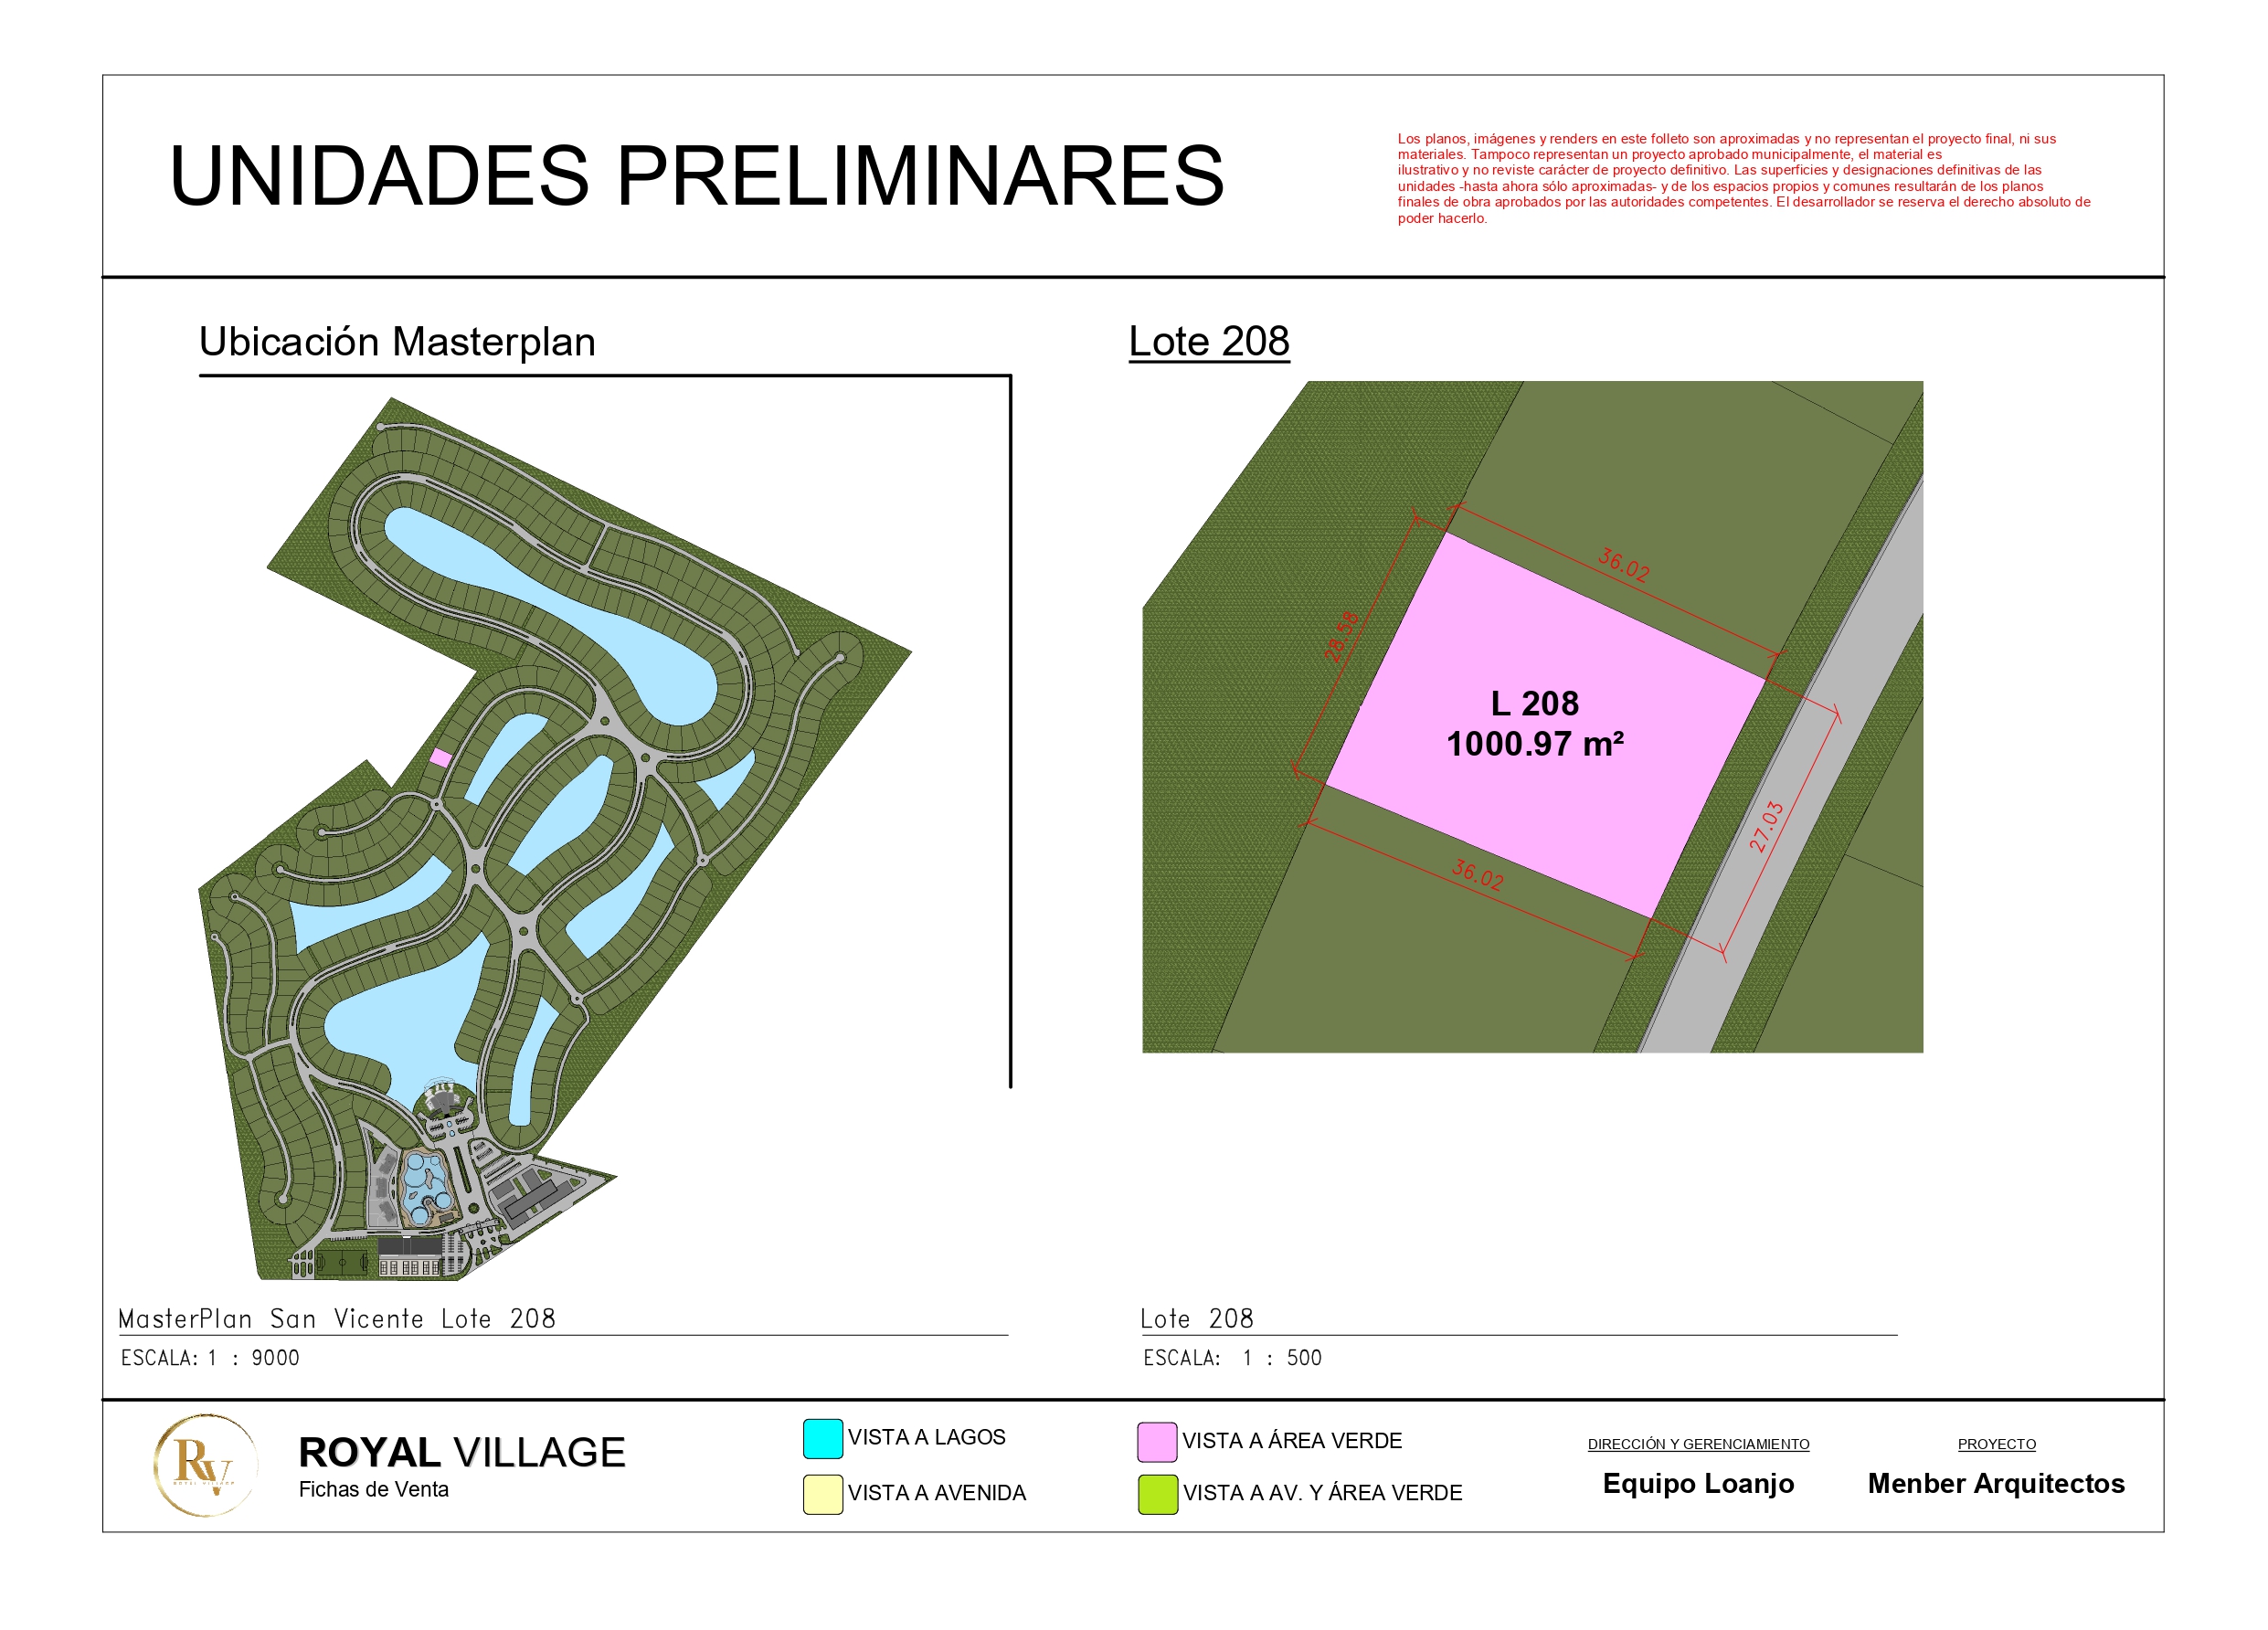 UNIDADES PRELIMINARES
Los planos, imágenes y renders en este folleto son aproximadas y no representan el proyecto final, ni sus
materiales. Tampoco representan un proyecto aprobado municipalmente, el material es
ilustrativo y no reviste carácter de proyecto definitivo. Las superficies y designaciones definitivas de las
unidades -hasta ahora sólo aproximadas- y de los espacios propios y comunes resultarán de los planos
finales de obra aprobados por las autoridades competentes. El desarrollador se reserva el derecho absoluto de
poder hacerlo.
Ubicación Masterplan
Lote 208
36.02
28.58
L 208
1000.97 m²
27.03
36.02
MasterPlan San Vicente Lote 208
ESCALA: 1 : 9000
Lote 208
ESCALA: 1 : 500
RV
ROYAL VILLAGE
ROYAL VILLAGE
Fichas de Venta
VISTA A LAGOS
VISTA A AVENIDA
VISTA A ÁREA VERDE
VISTA A AV. Y ÁREA VERDE
DIRECCIÓN Y GERENCIAMIENTO
Equipo Loanjo
PROYECTO
Menber Arquitectos